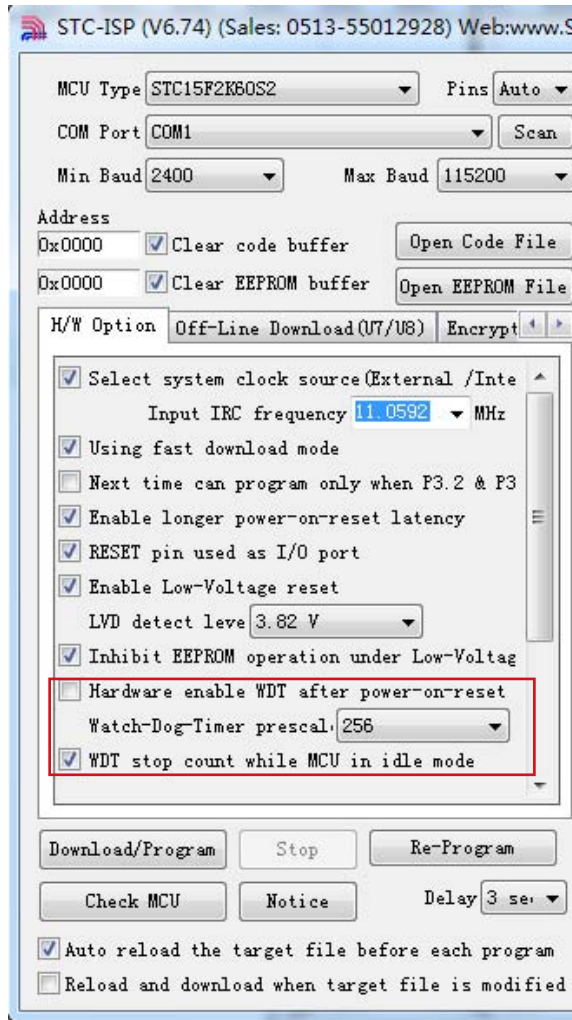 STC-ISP (V6.74) (Sales: 0513-55012928) Web:www.S
MCU Type STC15F2K60S2 Pins Auto
COM Port COM1 Scan
Min Baud 2400 Max Baud 115200
Address
0x0000 Clear code buffer Open Code File
0x0000 Clear EEPROM buffer Open EEPROM File
H/W Option Off-Line Download(U7/U8) Encrypt
Select system clock source(External /Inte
Input IRC frequency 11.0592 MHz
Using fast download mode
Next time can program only when P3.2 & P3
Enable longer power-on-reset latency
RESET pin used as I/O port
Enable Low-Voltage reset
LVD detect leve 3.82 V
Inhibit EEPROM operation under Low-Voltag
Hardware enable WDT after power-on-reset
Watch-Dog-Timer prescal 256
WDT stop count while MCU in idle mode
Download/Program Stop Re-Program
Check MCU Notice Delay 3 se
Auto reload the target file before each program
Reload and download when target file is modified